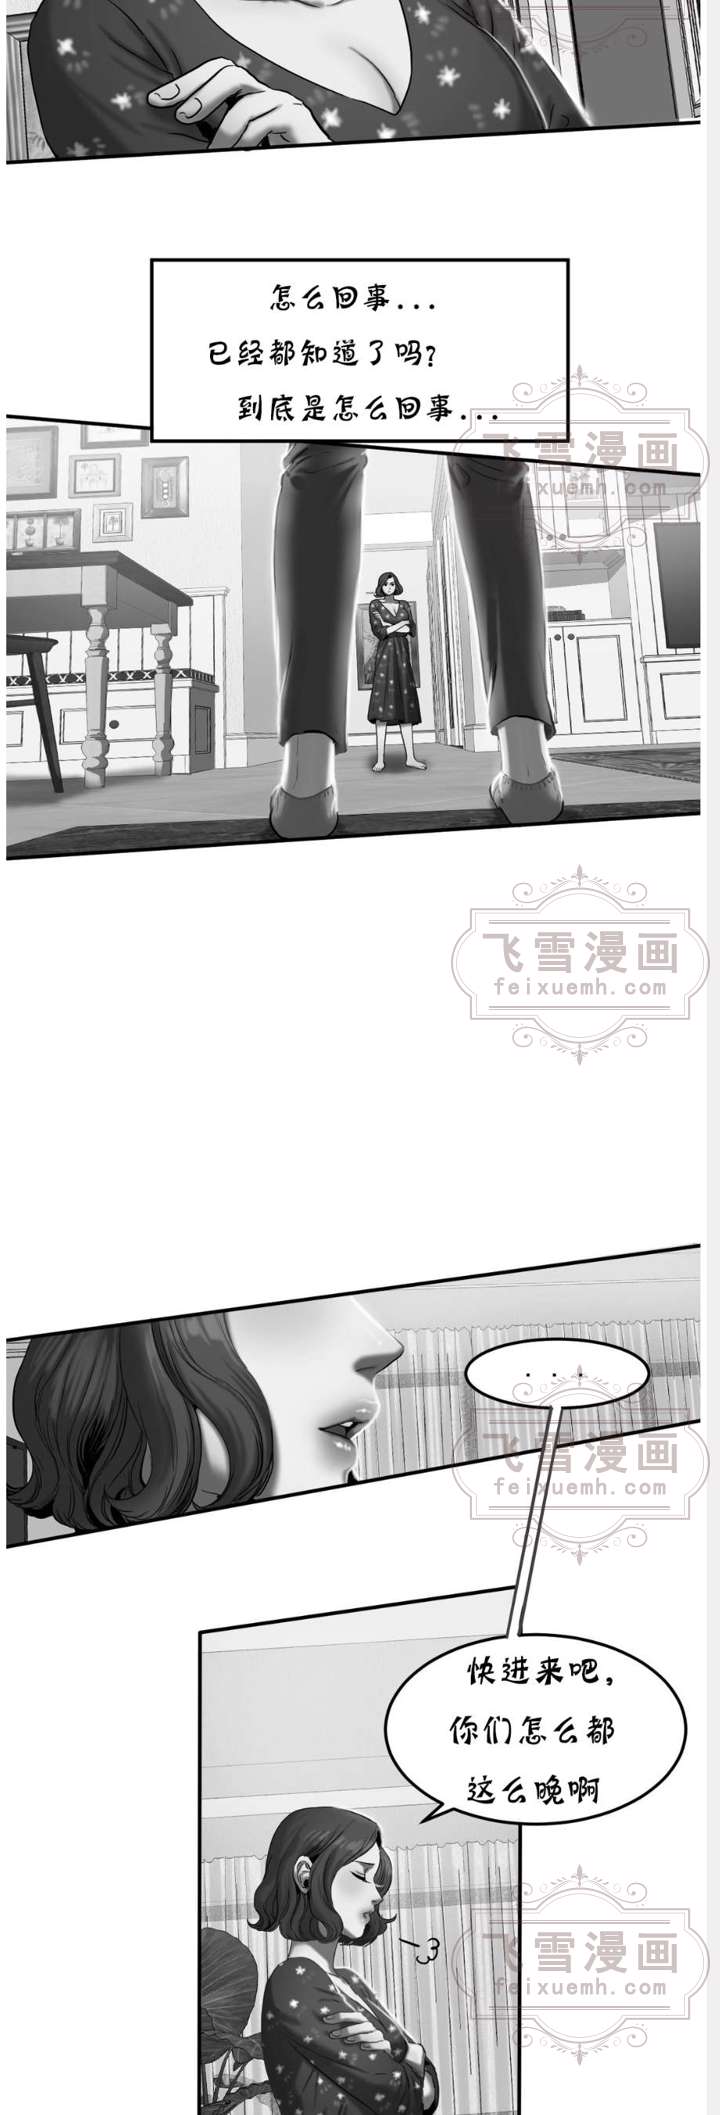 怎么回事...
已经都知道了吗?
到底是怎么回事...
飞雪漫画
feixuemh.com
飞雪漫画
feixuemh.com
...
飞雪漫画
feixuemh.com
快进来吧,
你们怎么都
这么晚啊
飞雪漫画
feixuemh.com